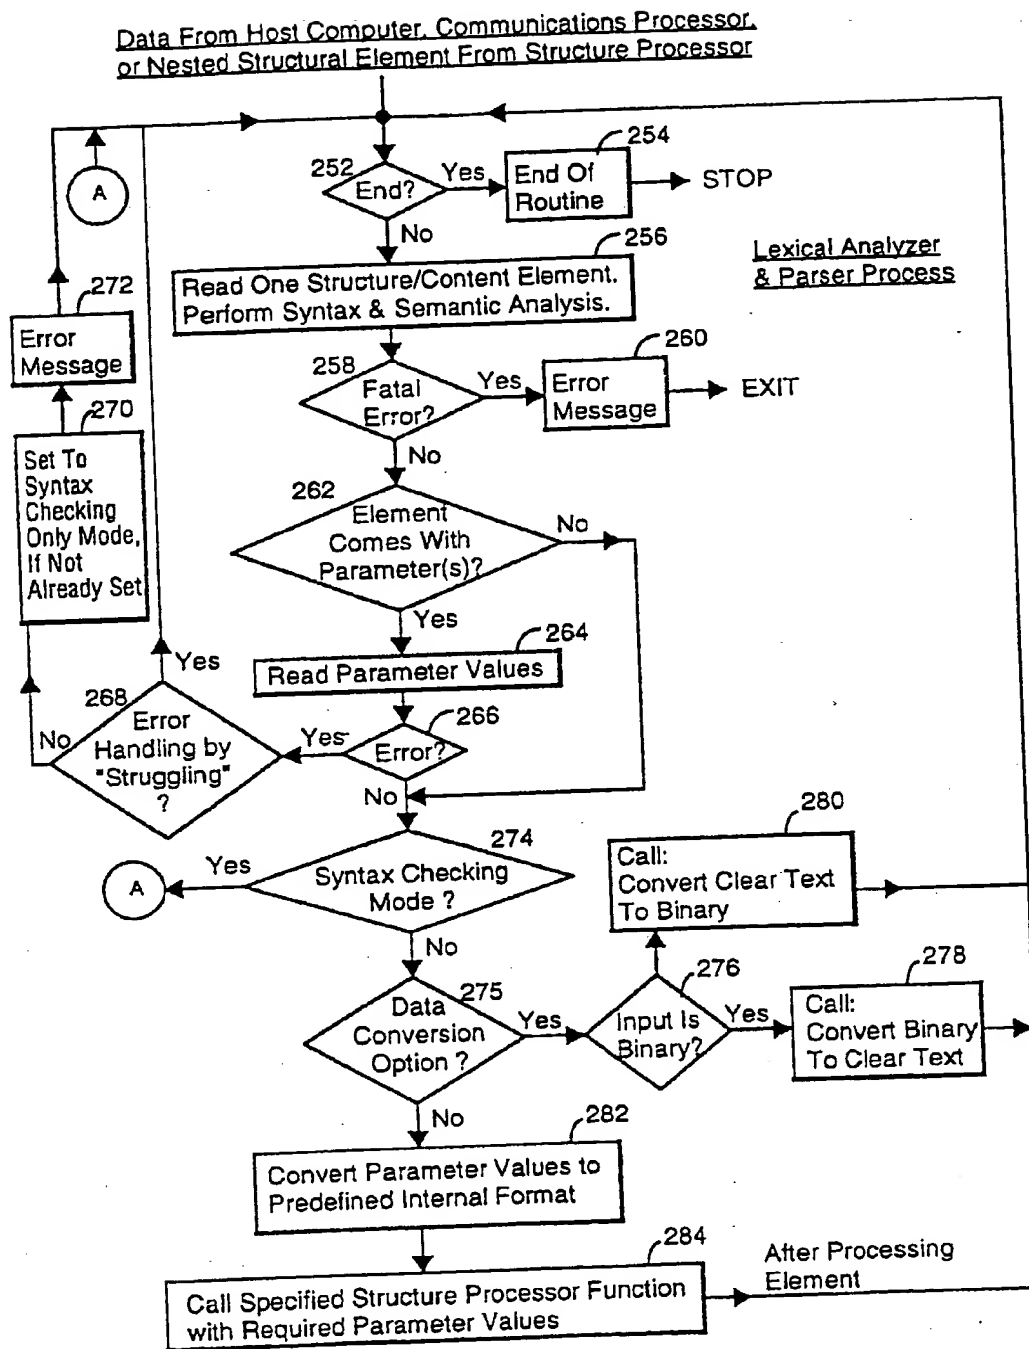 Data From Host Computer, Communications Processor,
or Nested Structural Element From Structure Processor
A
252
End?
Yes
254
End Of
Routine
STOP
No
256
Read One Structure/Content Element.
Perform Syntax & Semantic Analysis.
Lexical Analyzer
& Parser Process
272
Error
Message
258
Fatal
Error?
Yes
260
Error
Message
EXIT
No
270
Set To
Syntax
Checking
Only Mode,
If Not
Already Set
262
Element
Comes With
Parameter(s)?
No
Yes
264
Read Parameter Values
Yes
268
Error
Handling by
"Struggling"
?
No
266
Error?
Yes
No
274
Syntax Checking
Mode ?
Yes
A
No
280
Call:
Convert Clear Text
To Binary
275
Data
Conversion
Option ?
Yes
276
Input Is
Binary?
Yes
278
Call:
Convert Binary
To Clear Text
No
282
Convert Parameter Values to
Predefined Internal Format
284
Call Specified Structure Processor Function
with Required Parameter Values
After Processing
Element